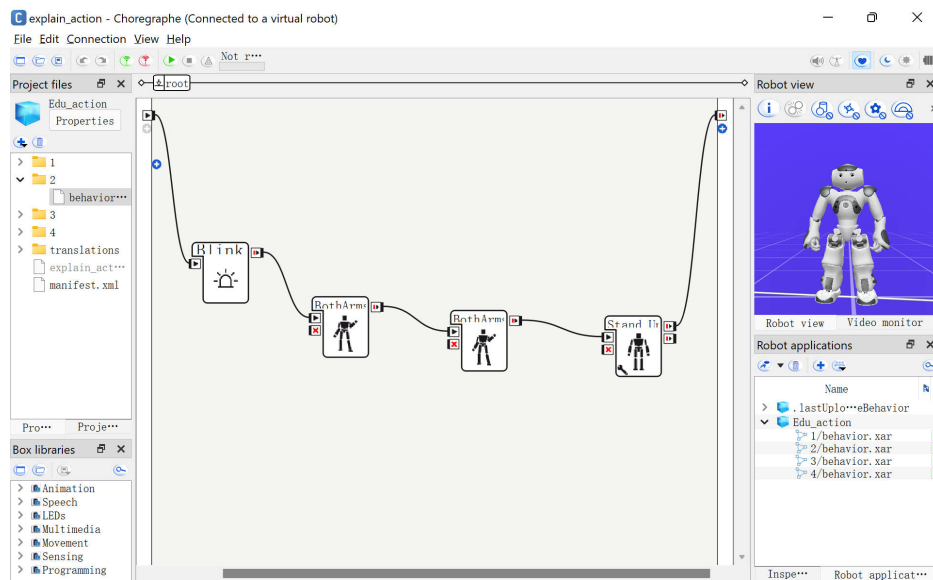 explain_action - Choregraphe (Connected to a virtual robot)
File Edit Connection View Help
Not r···
Project files
Edu_action
Properties
1
2
behavior···
3
4
translations
explain_act···
manifest.xml
Pro···
Proje···
Box libraries
Animation
Speech
LEDs
Multimedia
Movement
Sensing
Programming
root
Blink
BothArms
BothArms
Stand Up
Robot view
Robot view
Video monitor
Robot applications
Name
.lastUplo···eBehavior
Edu_action
1/behavior.xar
2/behavior.xar
3/behavior.xar
4/behavior.xar
Inspe···
Robot applicat···